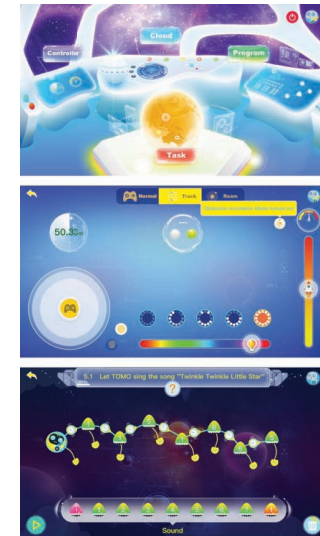 Cloud
Controller
Program
Task
Normal
Track
Roam
50.3
5.1 Let TOMO sing the song "Twinkle Twinkle Little Star"
?
Sound